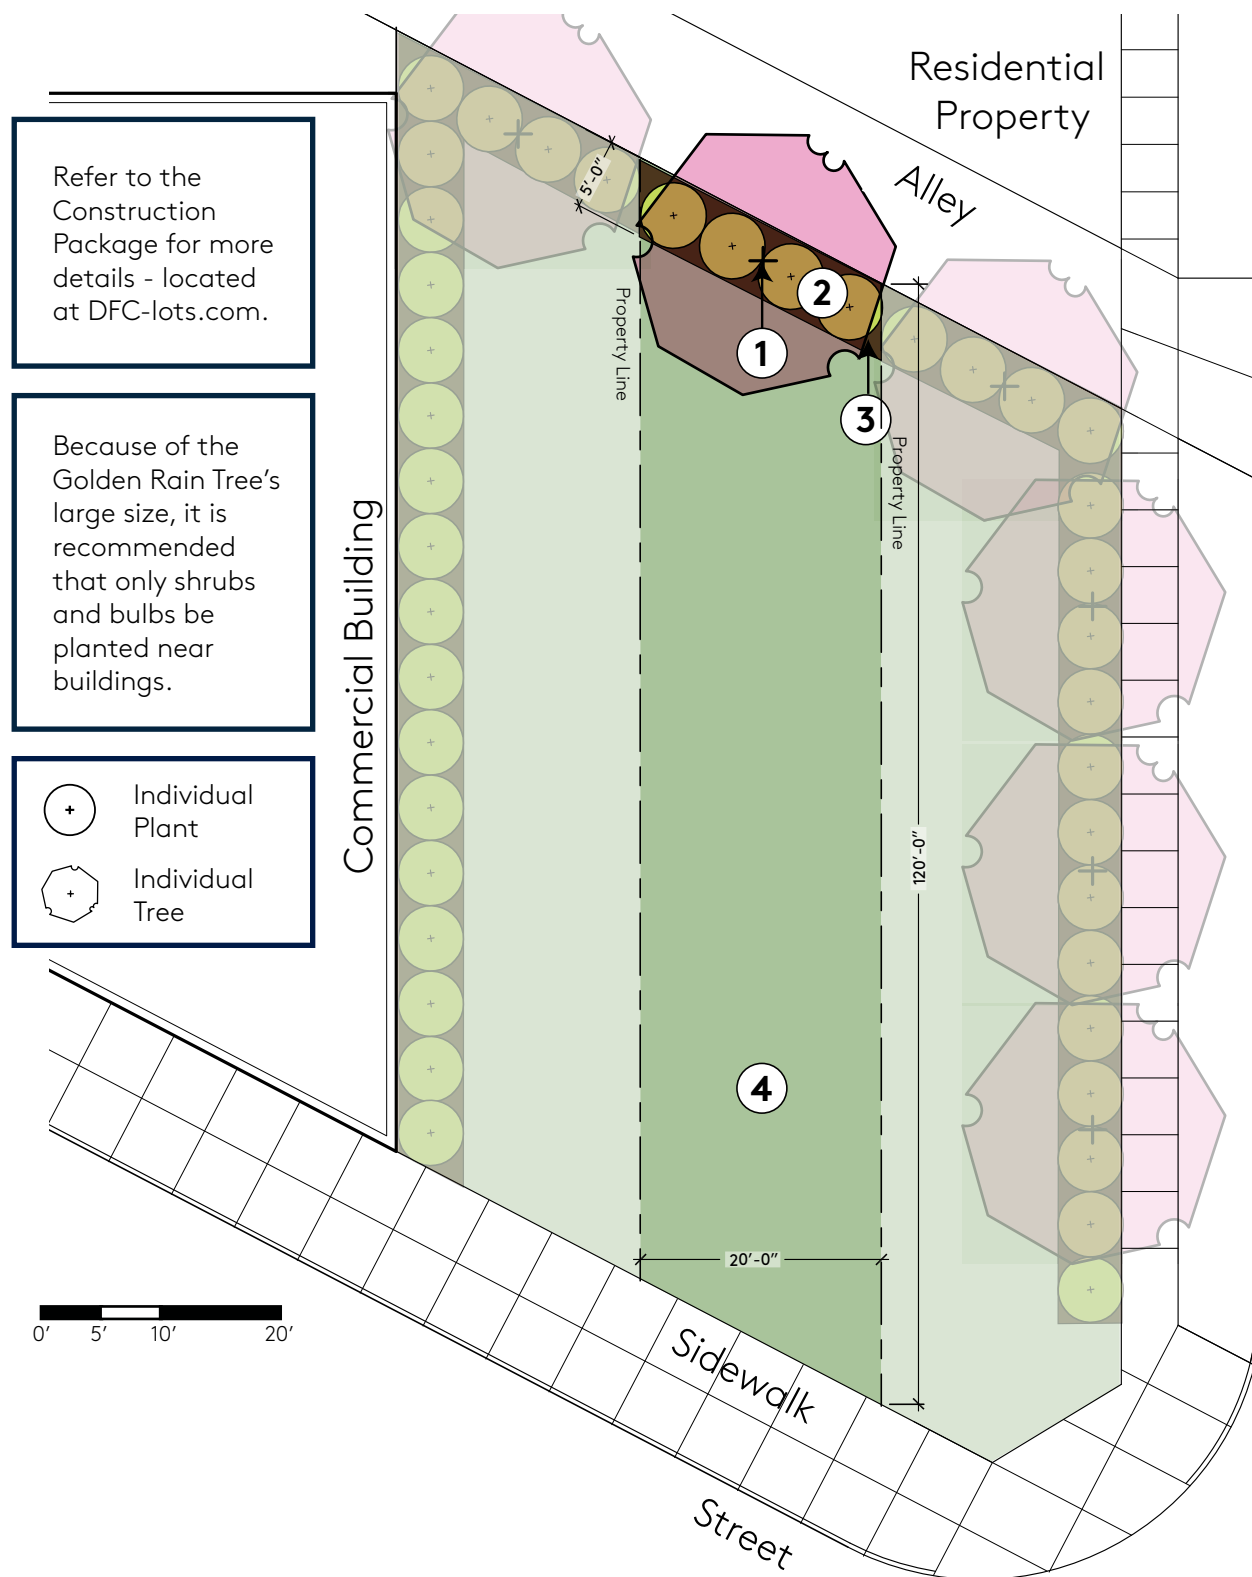 Residential
Property
Alley
Refer to the
Construction
Package for more
details - located
at DFC-lots.com.
Because of the
Golden Rain Tree’s
large size, it is
recommended
that only shrubs
and bulbs be
planted near
buildings.
Individual
Plant
Individual
Tree
Commercial Building
5’-0”
Property Line
1
2
3
Property Line
120’-0”
4
20’-0”
0’ 5’ 10’ 20’
Sidewalk
Street